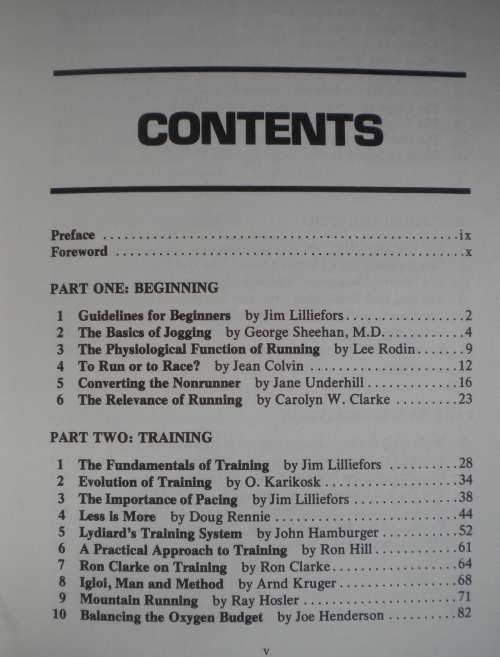 CONTENTS
Preface ................................................ix
Foreword ................................................x
PART ONE: BEGINNING
1 Guidelines for Beginners by Jim Lilliefors.................2
2 The Basics of Jogging by George Sheehan, M.D. ...........4
3 The Physiological Function of Running by Lee Rodin.......9
4 To Run or to Race? by Jean Colvin ....................12
5 Converting the Nonrunner by Jane Underhill.............16
6 The Relevance of Running by Carolyn W. Clarke .........23
PART TWO: TRAINING
1 The Fundamentals of Training by Jim Lilliefors ..........28
2 Evolution of Training by O. Karikosk ...................34
3 The Importance of Pacing by Jim Lilliefors ...............38
4 Less is More by Doug Rennie ..........................44
5 Lydiard's Training System by John Hamburger ...........52
6 A Practical Approach to Training by Ron Hill............61
7 Ron Clarke on Training by Ron Clarke..................64
8 Igloi, Man and Method by Arnd Kruger.................68
9 Mountain Running by Ray Hosler .....................71
10 Balancing the Oxygen Budget by Joe Henderson ..........82
v